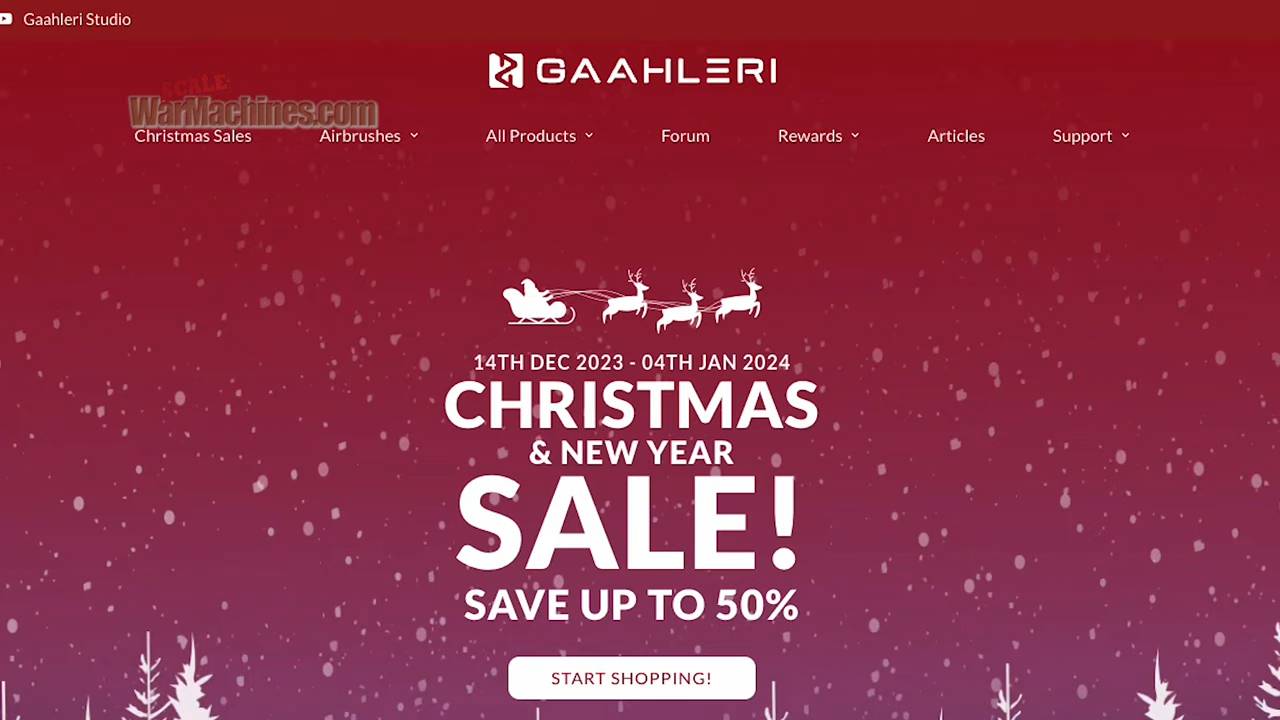 Gaahleri Studio
GAAHLERI
SCALE
WarMachines.com
Christmas Sales Airbrushes All Products Forum Rewards Articles Support
14TH DEC 2023 - 04TH JAN 2024
CHRISTMAS
& NEW YEAR
SALE!
SAVE UP TO 50%
START SHOPPING!